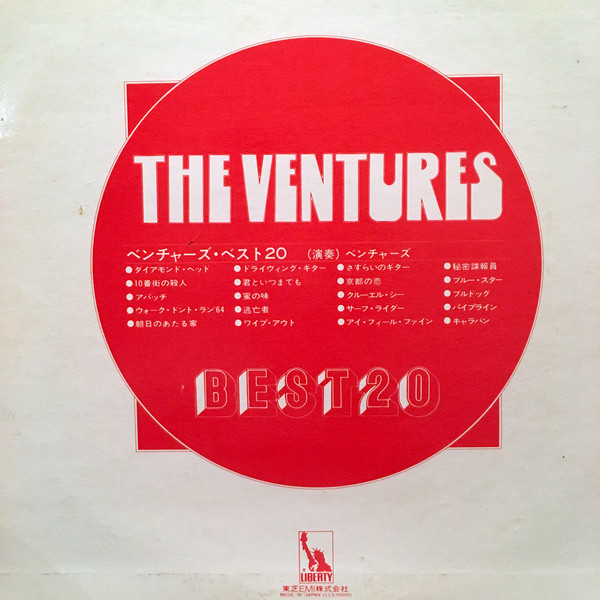 THE VENTURES
ベンチャーズ・ベスト20 (演奏) ベンチャーズ
●ダイアモンド・ヘッド
●10番街の殺人
●アパッチ
●ウォーク・ドント・ラン'64
●朝日のあたる家
●ドライヴィング・ギター
●君といつまでも
●蜜の味
●逃亡者
●ワイプ・アウト
●さすらいのギター
●京都の恋
●クルーエル・シー
●サーフ・ライダー
●アイ・フィール・ファイン
●秘密諜報員
●ブルー・スター
●ブルドッグ
●パイプライン
●キャラバン
BEST20
LIBERTY
東芝EMI株式会社
MADE IN JAPAN